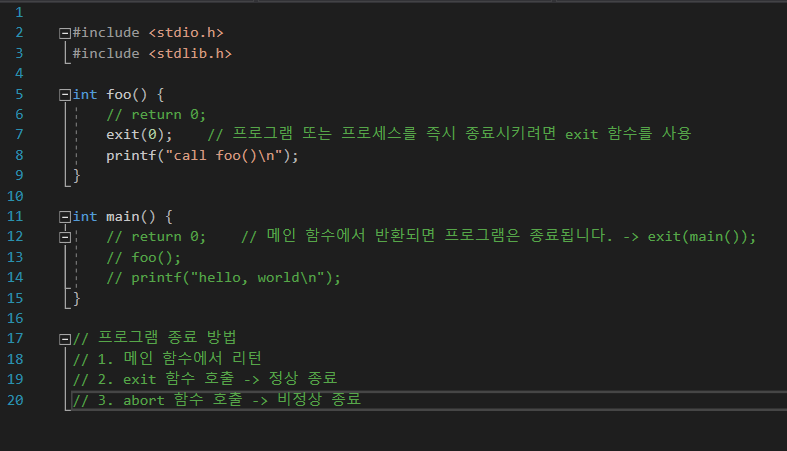 1
2 #include <stdio.h>
3 #include <stdlib.h>
4
5 int foo() {
6 // return 0;
7 exit(0); // 프로그램 또는 프로세스를 즉시 종료시키려면 exit 함수를 사용
8 printf("call foo()\n");
9 }
10
11 int main() {
12 // return 0; // 메인 함수에서 반환되면 프로그램은 종료됩니다. -> exit(main());
13 // foo();
14 // printf("hello, world\n");
15 }
16
17 // 프로그램 종료 방법
18 // 1. 메인 함수에서 리턴
19 // 2. exit 함수 호출 -> 정상 종료
20 // 3. abort 함수 호출 -> 비정상 종료